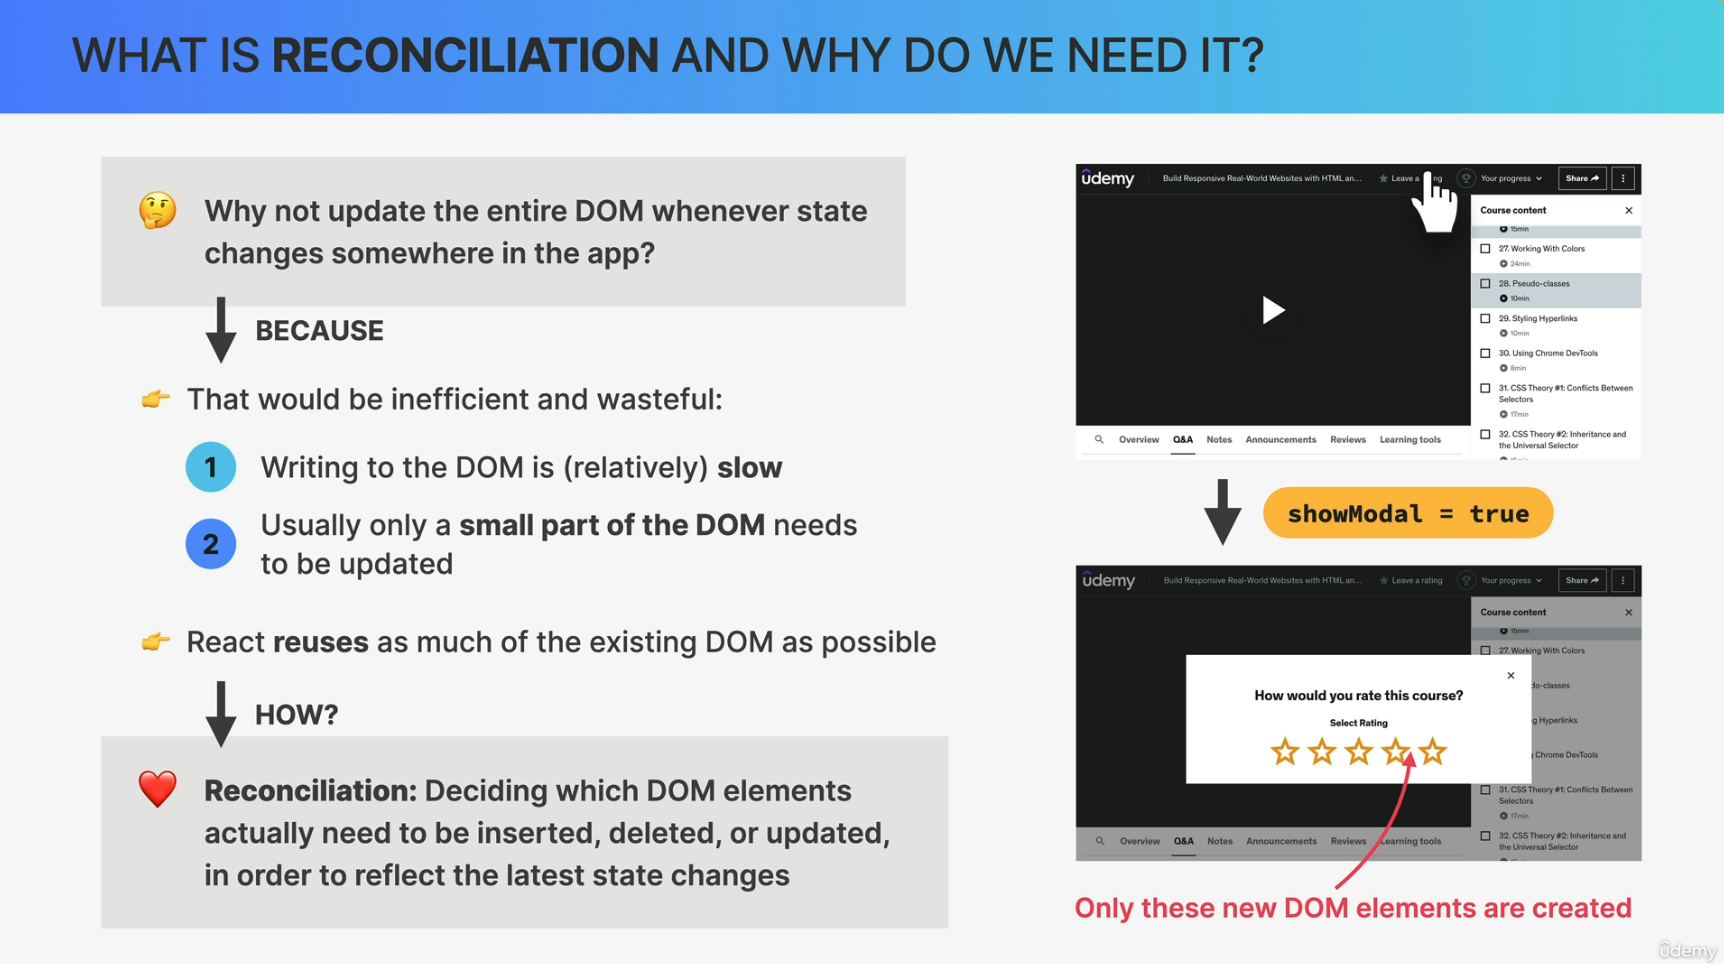 WHAT IS RECONCILIATION AND WHY DO WE NEED IT?
Why not update the entire DOM whenever state
changes somewhere in the app?
BECAUSE
That would be inefficient and wasteful:
1 Writing to the DOM is (relatively) slow
2 Usually only a small part of the DOM needs
to be updated
React reuses as much of the existing DOM as possible
HOW?
Reconciliation: Deciding which DOM elements
actually need to be inserted, deleted, or updated,
in order to reflect the latest state changes
udemy Build Responsive Real-World Websites with HTML an... Leave a ng Your progress Share
Course content
15min
27. Working With Colors
24min
28. Pseudo-classes
10min
29. Styling Hyperlinks
10min
30. Using Chrome DevTools
8min
31. CSS Theory #1: Conflicts Between
Selectors
17min
32. CSS Theory #2: Inheritance and
the Universal Selector
Overview Q&A Notes Announcements Reviews Learning tools
showModal = true
udemy Build Responsive Real-World Websites with HTML an... Leave a rating Your progress Share
Course content
15min
27. Working With Colors
do-classes
g Hyperlinks
Chrome DevTools
31. CSS Theory #1: Conflicts Between
Selectors
17min
32. CSS Theory #2: Inheritance and
the Universal Selector
How would you rate this course?
Select Rating
Overview Q&A Notes Announcements Reviews Learning tools
Only these new DOM elements are created
udemy